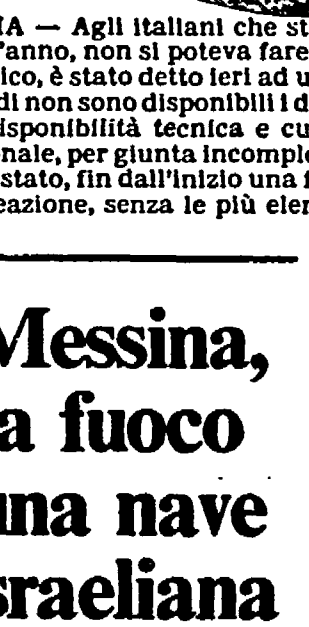 IA — Agli italiani che st
'anno, non si poteva fare
ico, è stato detto ieri ad u
di non sono disponibili i d
isponibilità tecnica e cu
nale, per giunta incomple
stato, fin dall'inizio una f
eazione, senza le più eler
Messina,
a fuoco
una nave
sraeliana